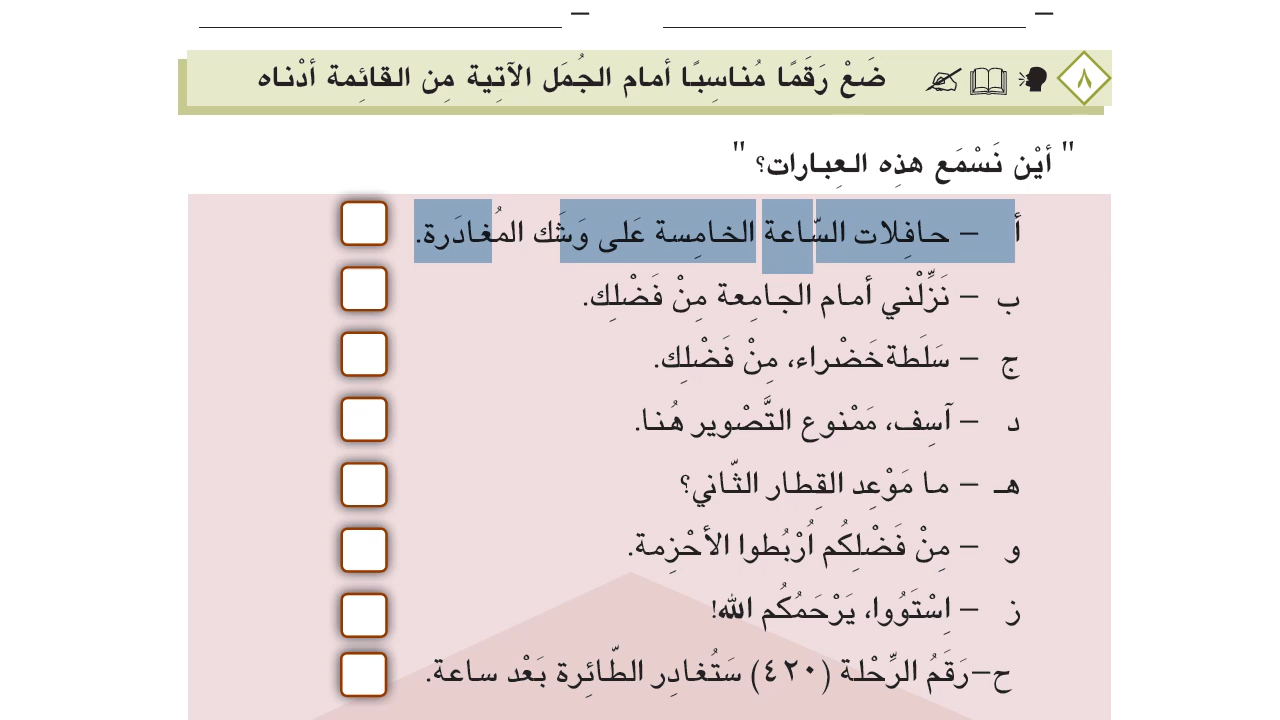 ٨ ضَعْ رَقَمًا مُناسِبًا أمام الجُمَل الآتِية مِن القائِمة أدْناه
" أيْن نَسْمَع هذِه العِبارات؟ "
أ – حافِلات السّاعة الخامِسة عَلى وَشَك المُغادَرة.
ب – نَزِّلْني أمام الجامِعة مِنْ فَضْلِك.
ج – سَلَطة خَضْراء، مِنْ فَضْلِك.
د – آسِف، مَمْنوع التَّصْوير هُنا.
هـ – ما مَوْعِد القِطار الثّاني؟
و – مِنْ فَضْلِكُم اُرْبُطوا الأحْزِمة.
ز – اِسْتَوُوا، يَرْحَمُكُم الله!
ح– رَقَمُ الرِّحْلة (٤٢٠) سَتُغادِر الطّائِرة بَعْد ساعة.